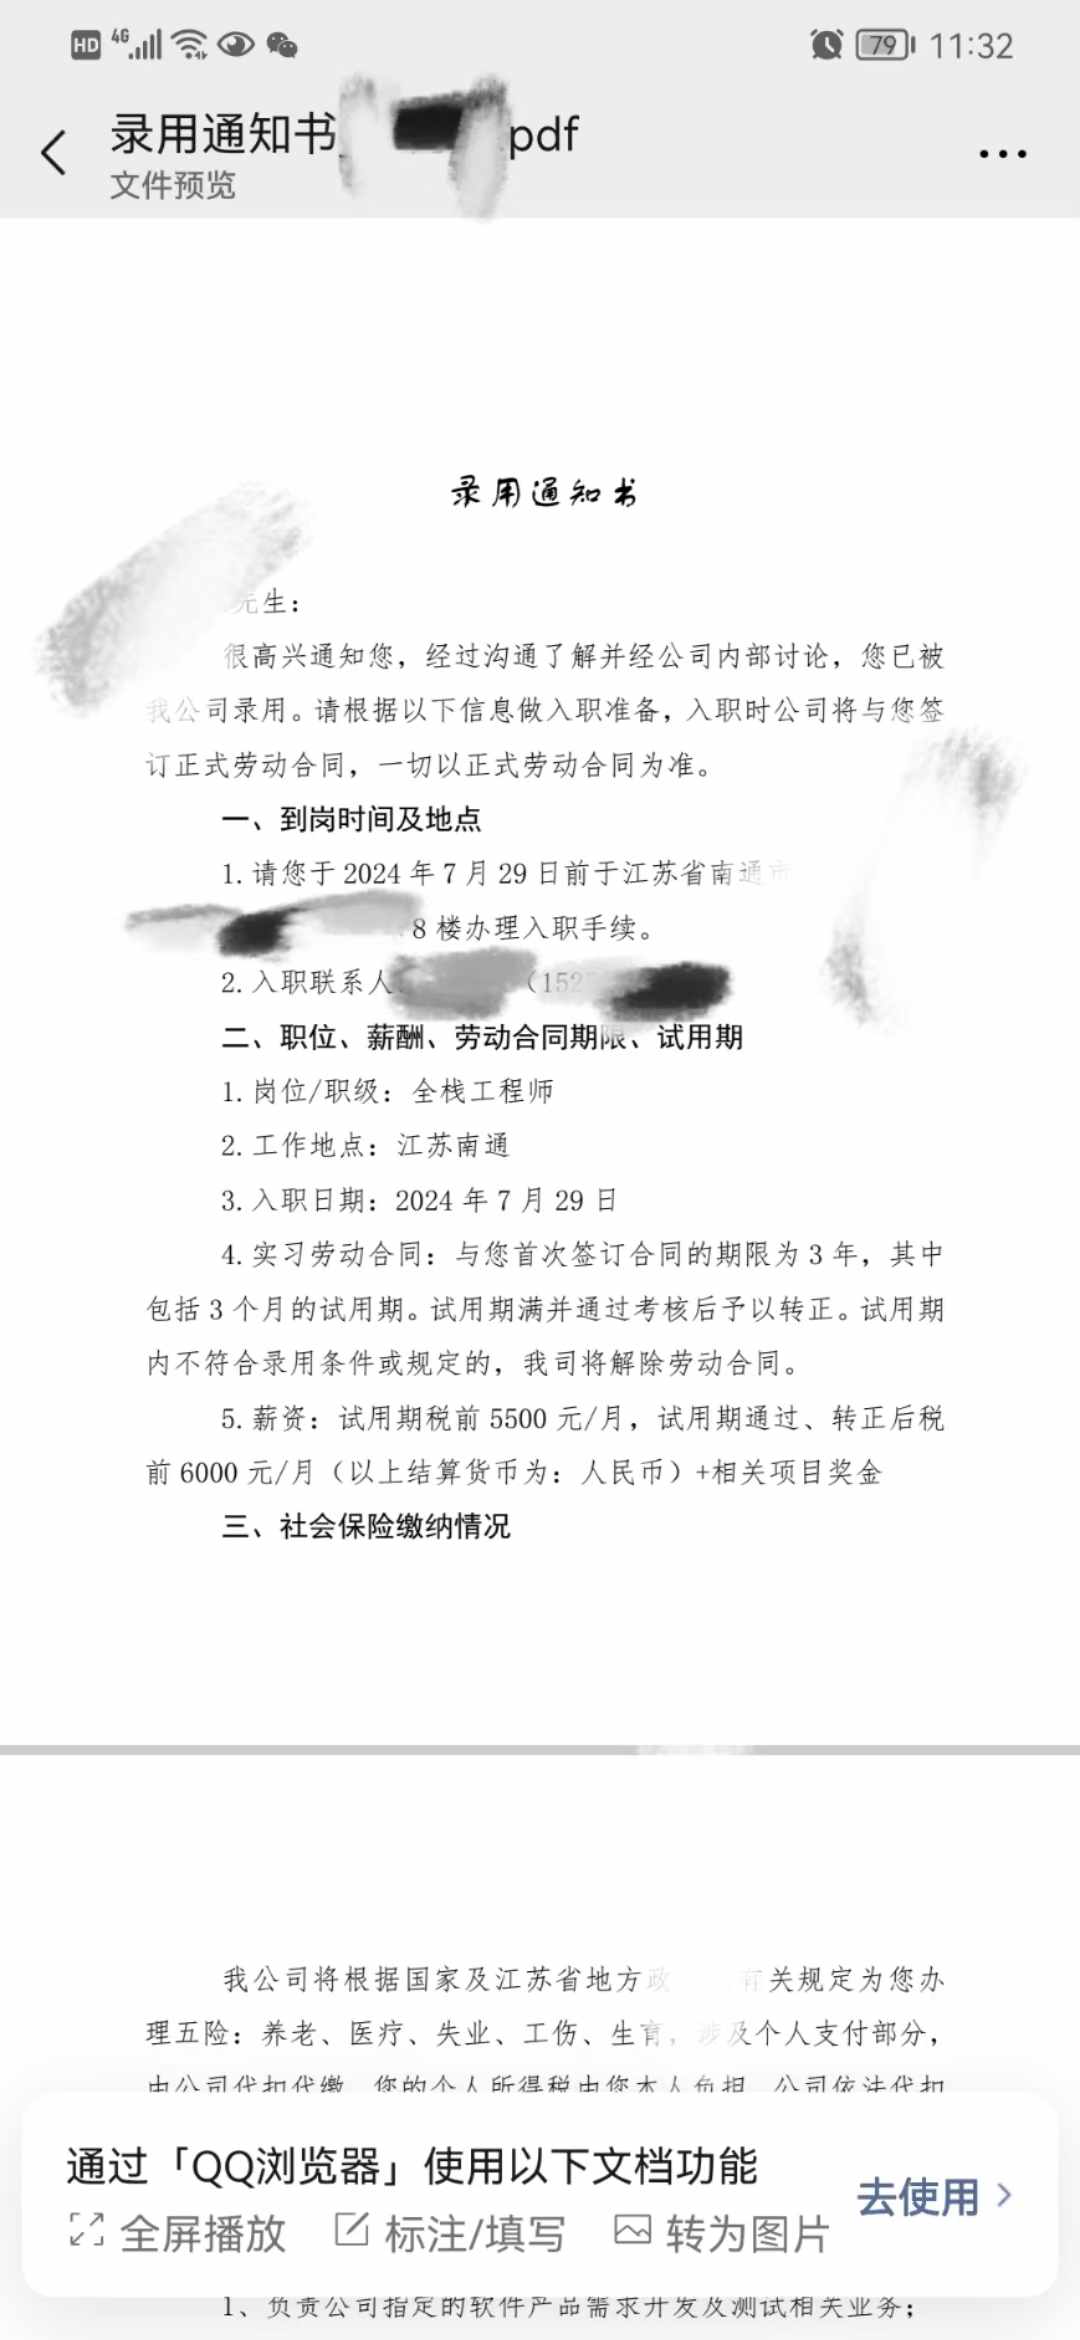 HD 4G 79 11:32
录用通知书 pdf
文件预览
录用通知书
先生：
很高兴通知您，经过沟通了解并经公司内部讨论，您已被
我公司录用。请根据以下信息做入职准备，入职时公司将与您签
订正式劳动合同，一切以正式劳动合同为准。
一、到岗时间及地点
1. 请您于 2024 年 7 月 29 日前于江苏省南通市
8 楼办理入职手续。
2. 入职联系人 （152
二、职位、薪酬、劳动合同期限、试用期
1. 岗位/职级：全栈工程师
2. 工作地点：江苏南通
3. 入职日期：2024 年 7 月 29 日
4. 实习劳动合同：与您首次签订合同的期限为 3 年，其中
包括 3 个月的试用期。试用期满并通过考核后予以转正。试用期
内不符合录用条件或规定的，我司将解除劳动合同。
5. 薪资：试用期税前 5500 元/月，试用期通过、转正后税
前 6000 元/月（以上结算货币为：人民币）+相关项目奖金
三、社会保险缴纳情况
我公司将根据国家及江苏省地方政 有关规定为您办
理五险：养老、医疗、失业、工伤、生育，涉及个人支付部分，
由公司代扣代缴。您的个人所得税由您本人负担，公司依法代扣
通过「QQ浏览器」使用以下文档功能
全屏播放 标注/填写 转为图片
去使用
1、负责公司指定的软件产品需求开发及测试相关业务；